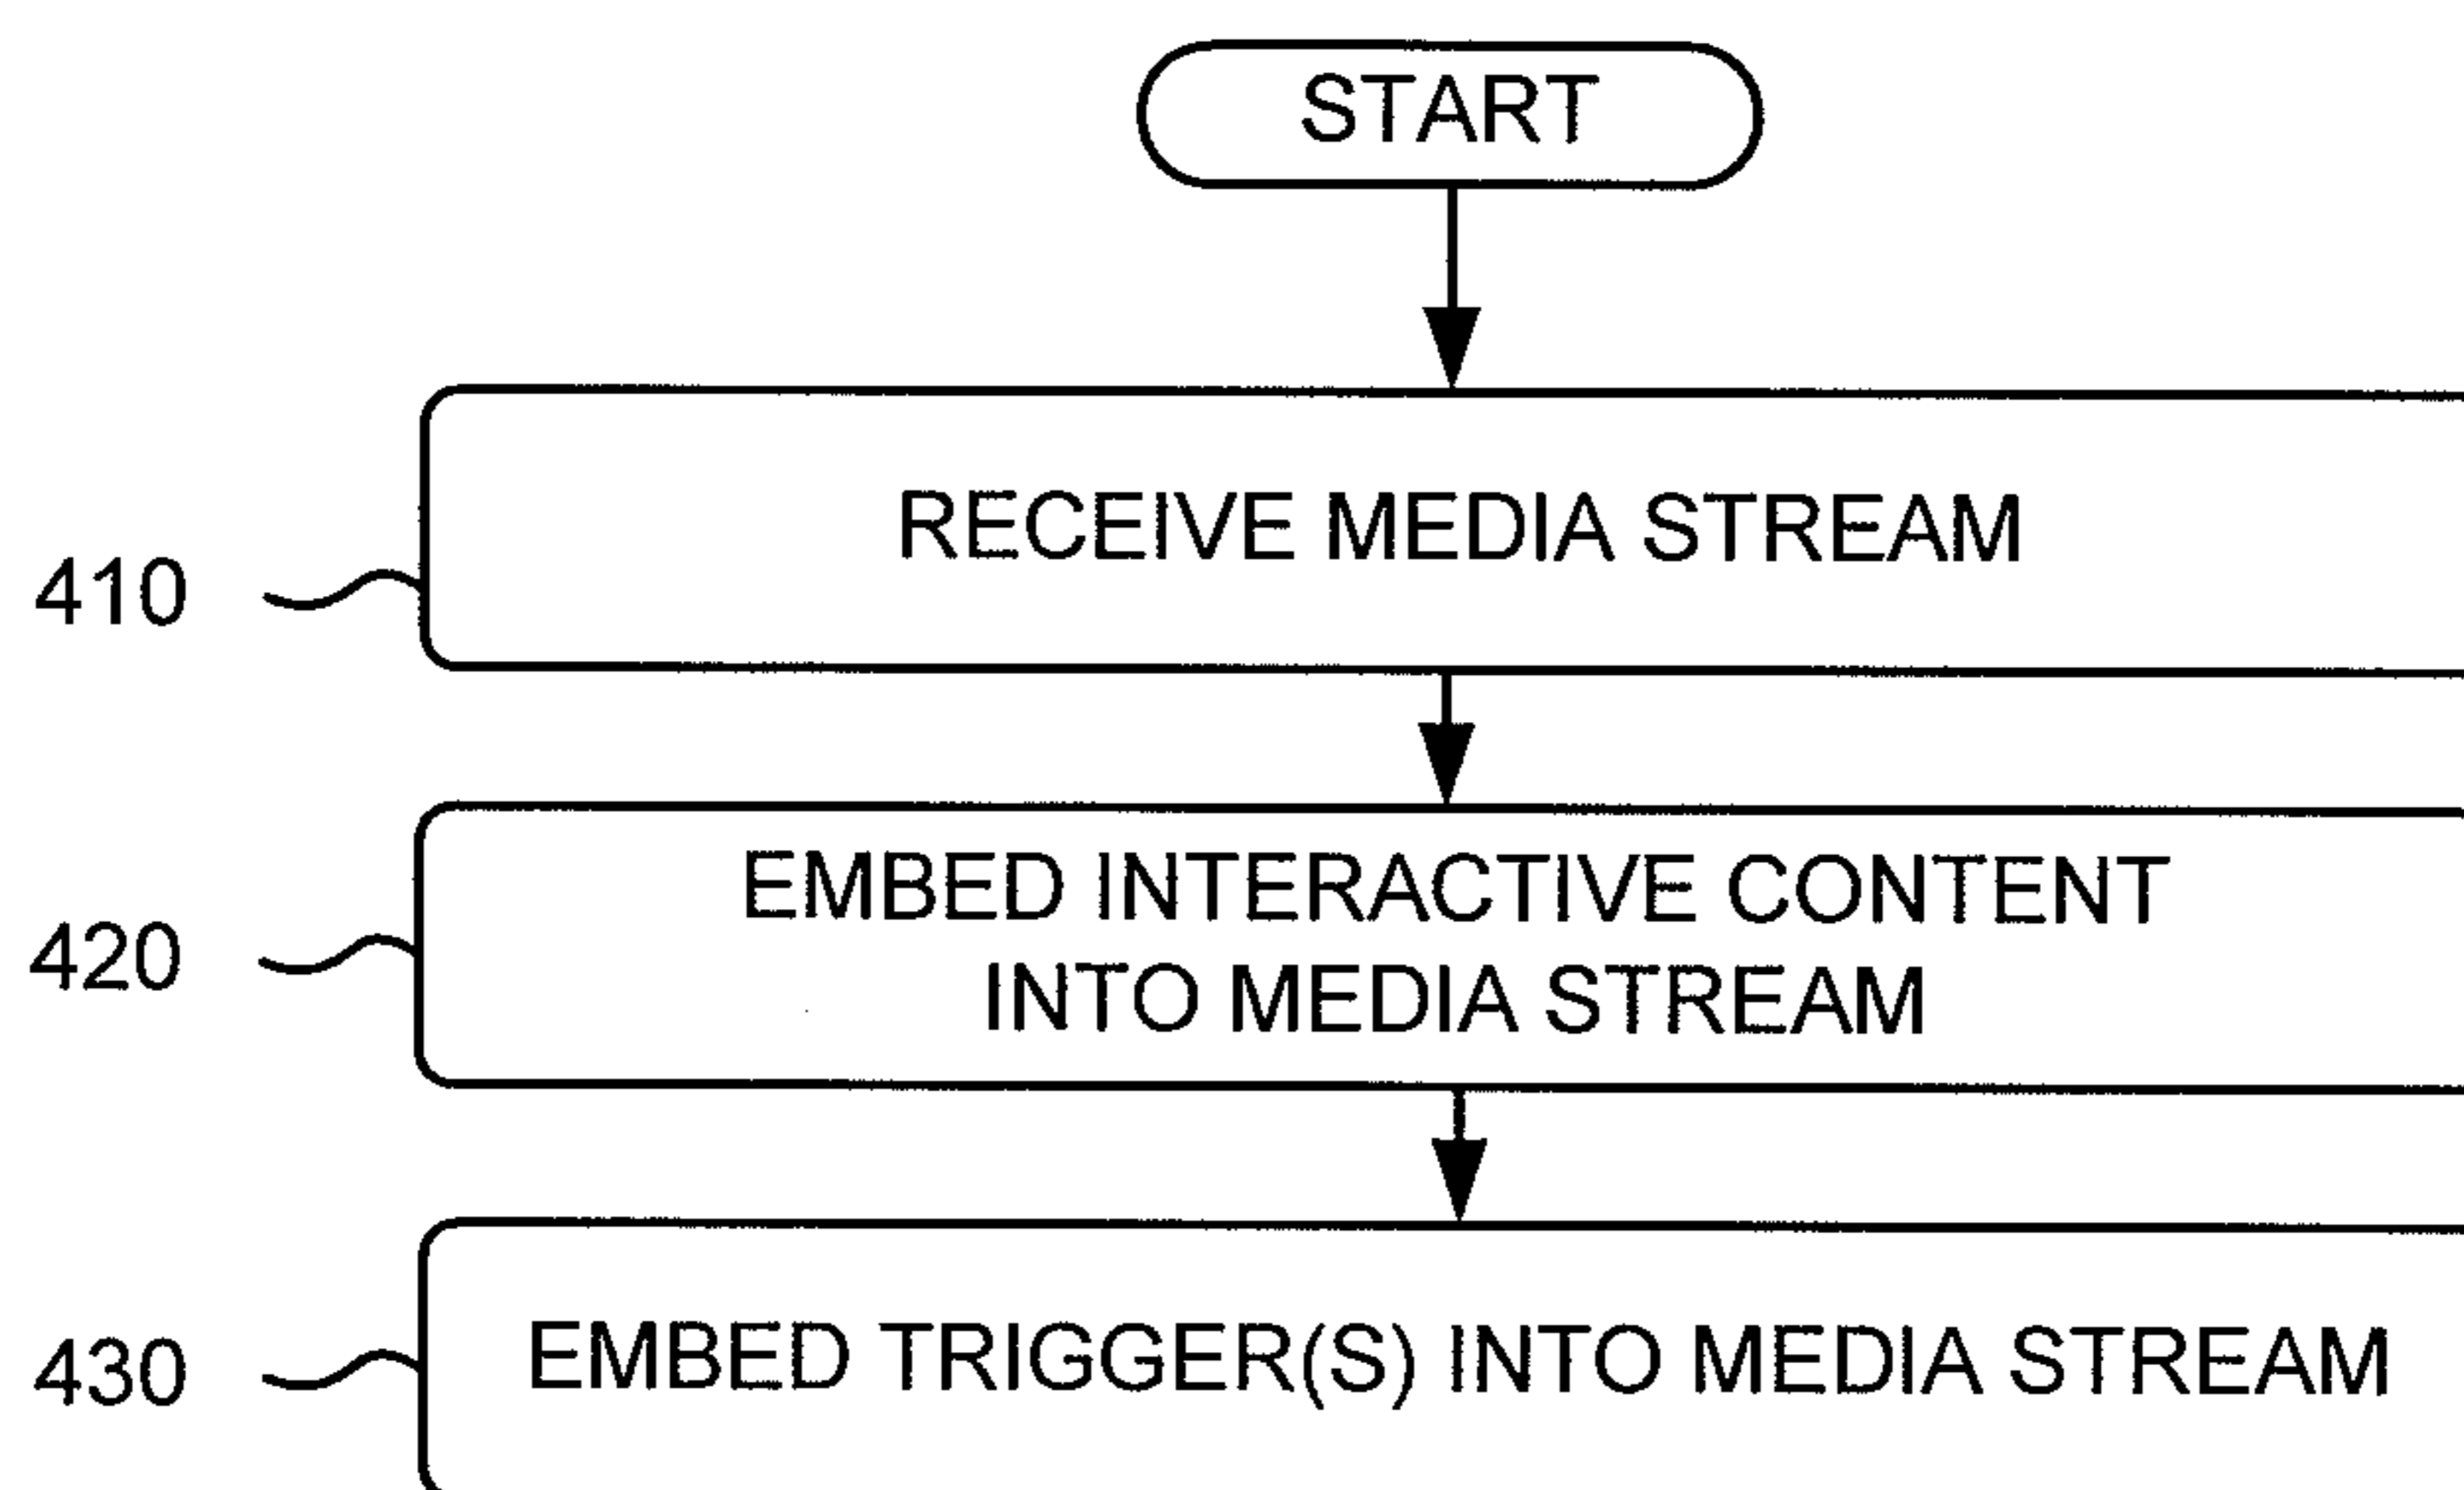 START
RECEIVE MEDIA STREAM
410
EMBED INTERACTIVE CONTENT
INTO MEDIA STREAM
420
EMBED TRIGGER(S) INTO MEDIA STREAM
430